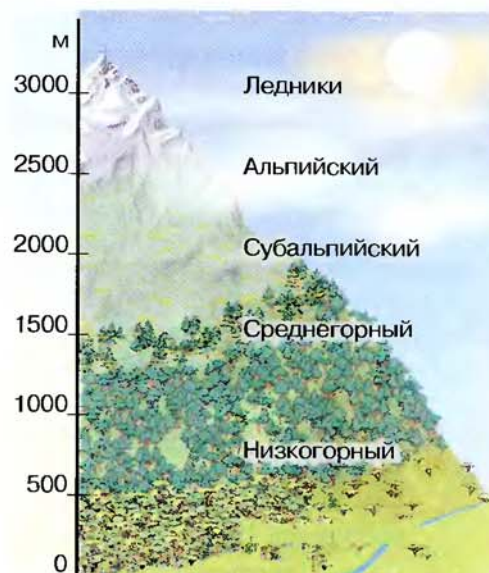 м
3000 Ледники
2500 Альпийский
2000 Субальпийский
1500 Среднегорный
1000
Низкогорный
500
0